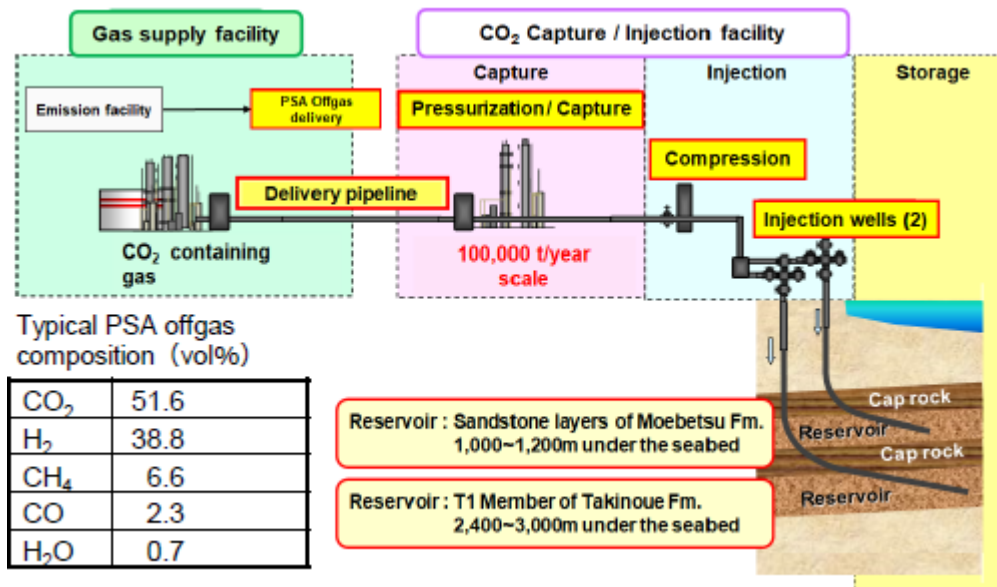 Gas supply facility
CO₂ Capture / Injection facility
Capture
Injection
Storage
Emission facility
PSA Offgas
delivery
Pressurization / Capture
Compression
Delivery pipeline
Injection wells (2)
CO₂ containing
gas
100,000 t/year
scale
Typical PSA offgas
composition (vol%)
CO₂ 51.6
H₂ 38.8
CH₄ 6.6
CO 2.3
H₂O 0.7
Reservoir : Sandstone layers of Moebetsu Fm.
1,000~1,200m under the seabed
Reservoir : T1 Member of Takinoue Fm.
2,400~3,000m under the seabed
Cap rock
Reservoir
Cap rock
Reservoir